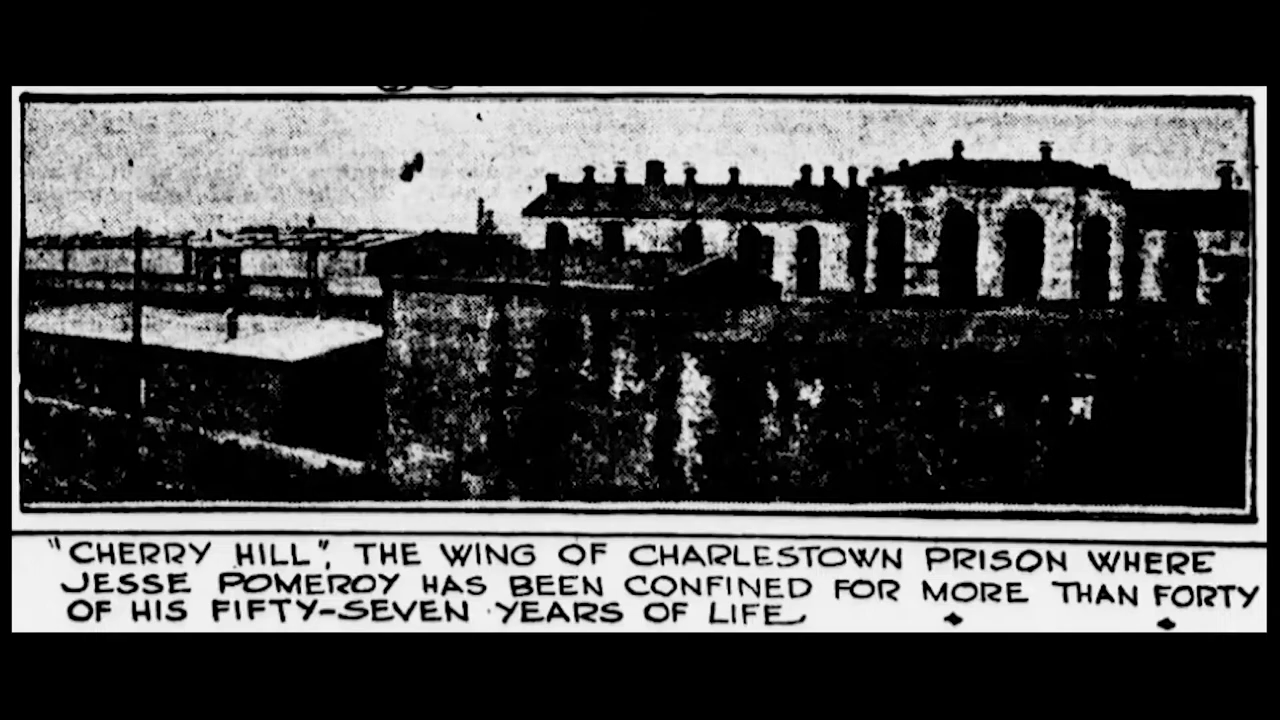 "CHERRY HILL", THE WING OF CHARLESTOWN PRISON WHERE
JESSE POMEROY HAS BEEN CONFINED FOR MORE THAN FORTY
OF HIS FIFTY-SEVEN YEARS OF LIFE